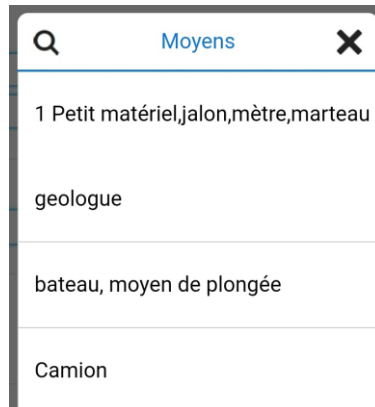 Moyens
1 Petit matériel,jalon,mètre,marteau
geologue
bateau, moyen de plongée
Camion